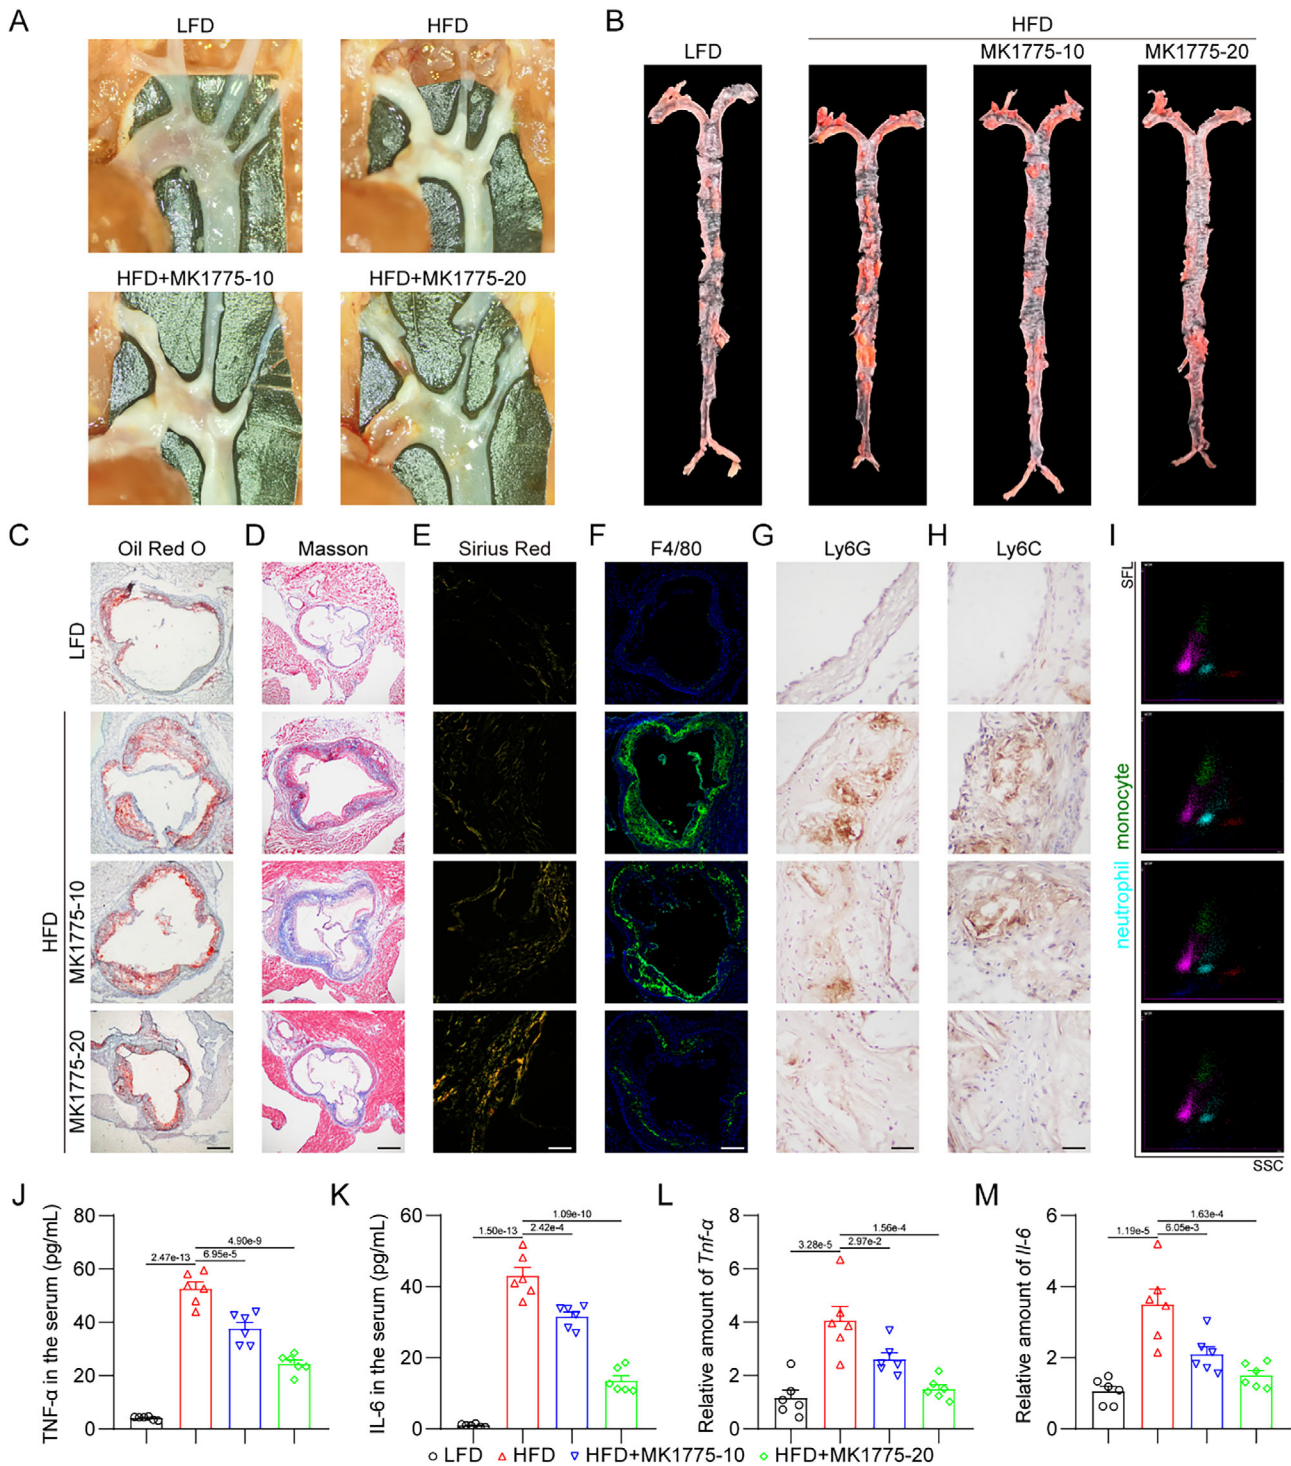 A
LFD
HFD
HFD+MK1775-10
HFD+MK1775-20
B
HFD
LFD
MK1775-10
MK1775-20
C
Oil Red O
D
Masson
E
Sirius Red
F
F4/80
G
Ly6G
H
Ly6C
I
SFL
LFD
HFD
MK1775-10
MK1775-20
neutrophil
monocyte
SSC
J
TNF-α in the serum (pg/mL)
80
60
40
20
0
2.47e-13
6.95e-5
4.90e-9
K
IL-6 in the serum (pg/mL)
60
40
20
0
1.50e-13
2.42e-4
1.09e-10
L
Relative amount of Tnf-α
8
6
4
2
0
3.28e-5
2.97e-2
1.56e-4
M
Relative amount of Il-6
6
4
2
0
1.19e-5
6.05e-3
1.63e-4
LFD
HFD
HFD+MK1775-10
HFD+MK1775-20